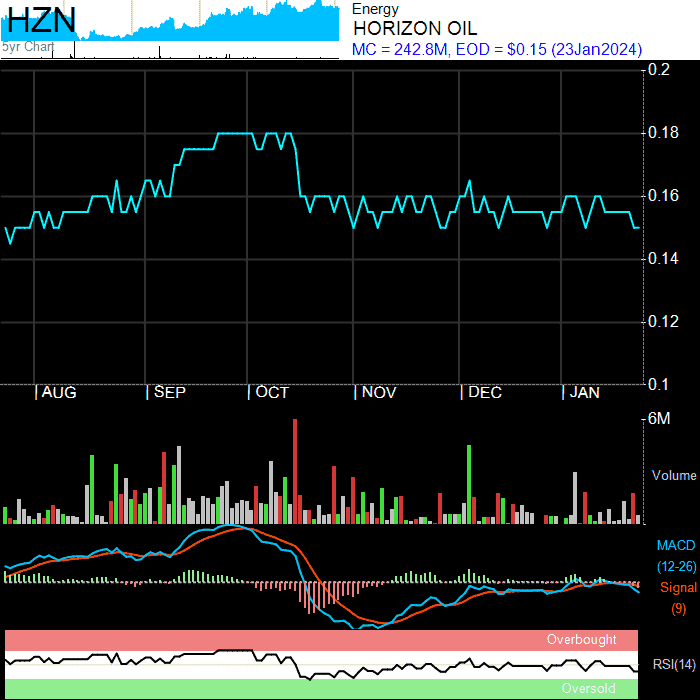 HZN
5yr Chart
Energy
HORIZON OIL
MC = 242.8M, EOD = $0.15 (23Jan2024)
0.2
0.18
0.16
0.14
0.12
0.1
AUG SEP OCT NOV DEC JAN
6M
Volume
MACD
(12-26)
Signal
(9)
Overbought
RSI(14)
Oversold